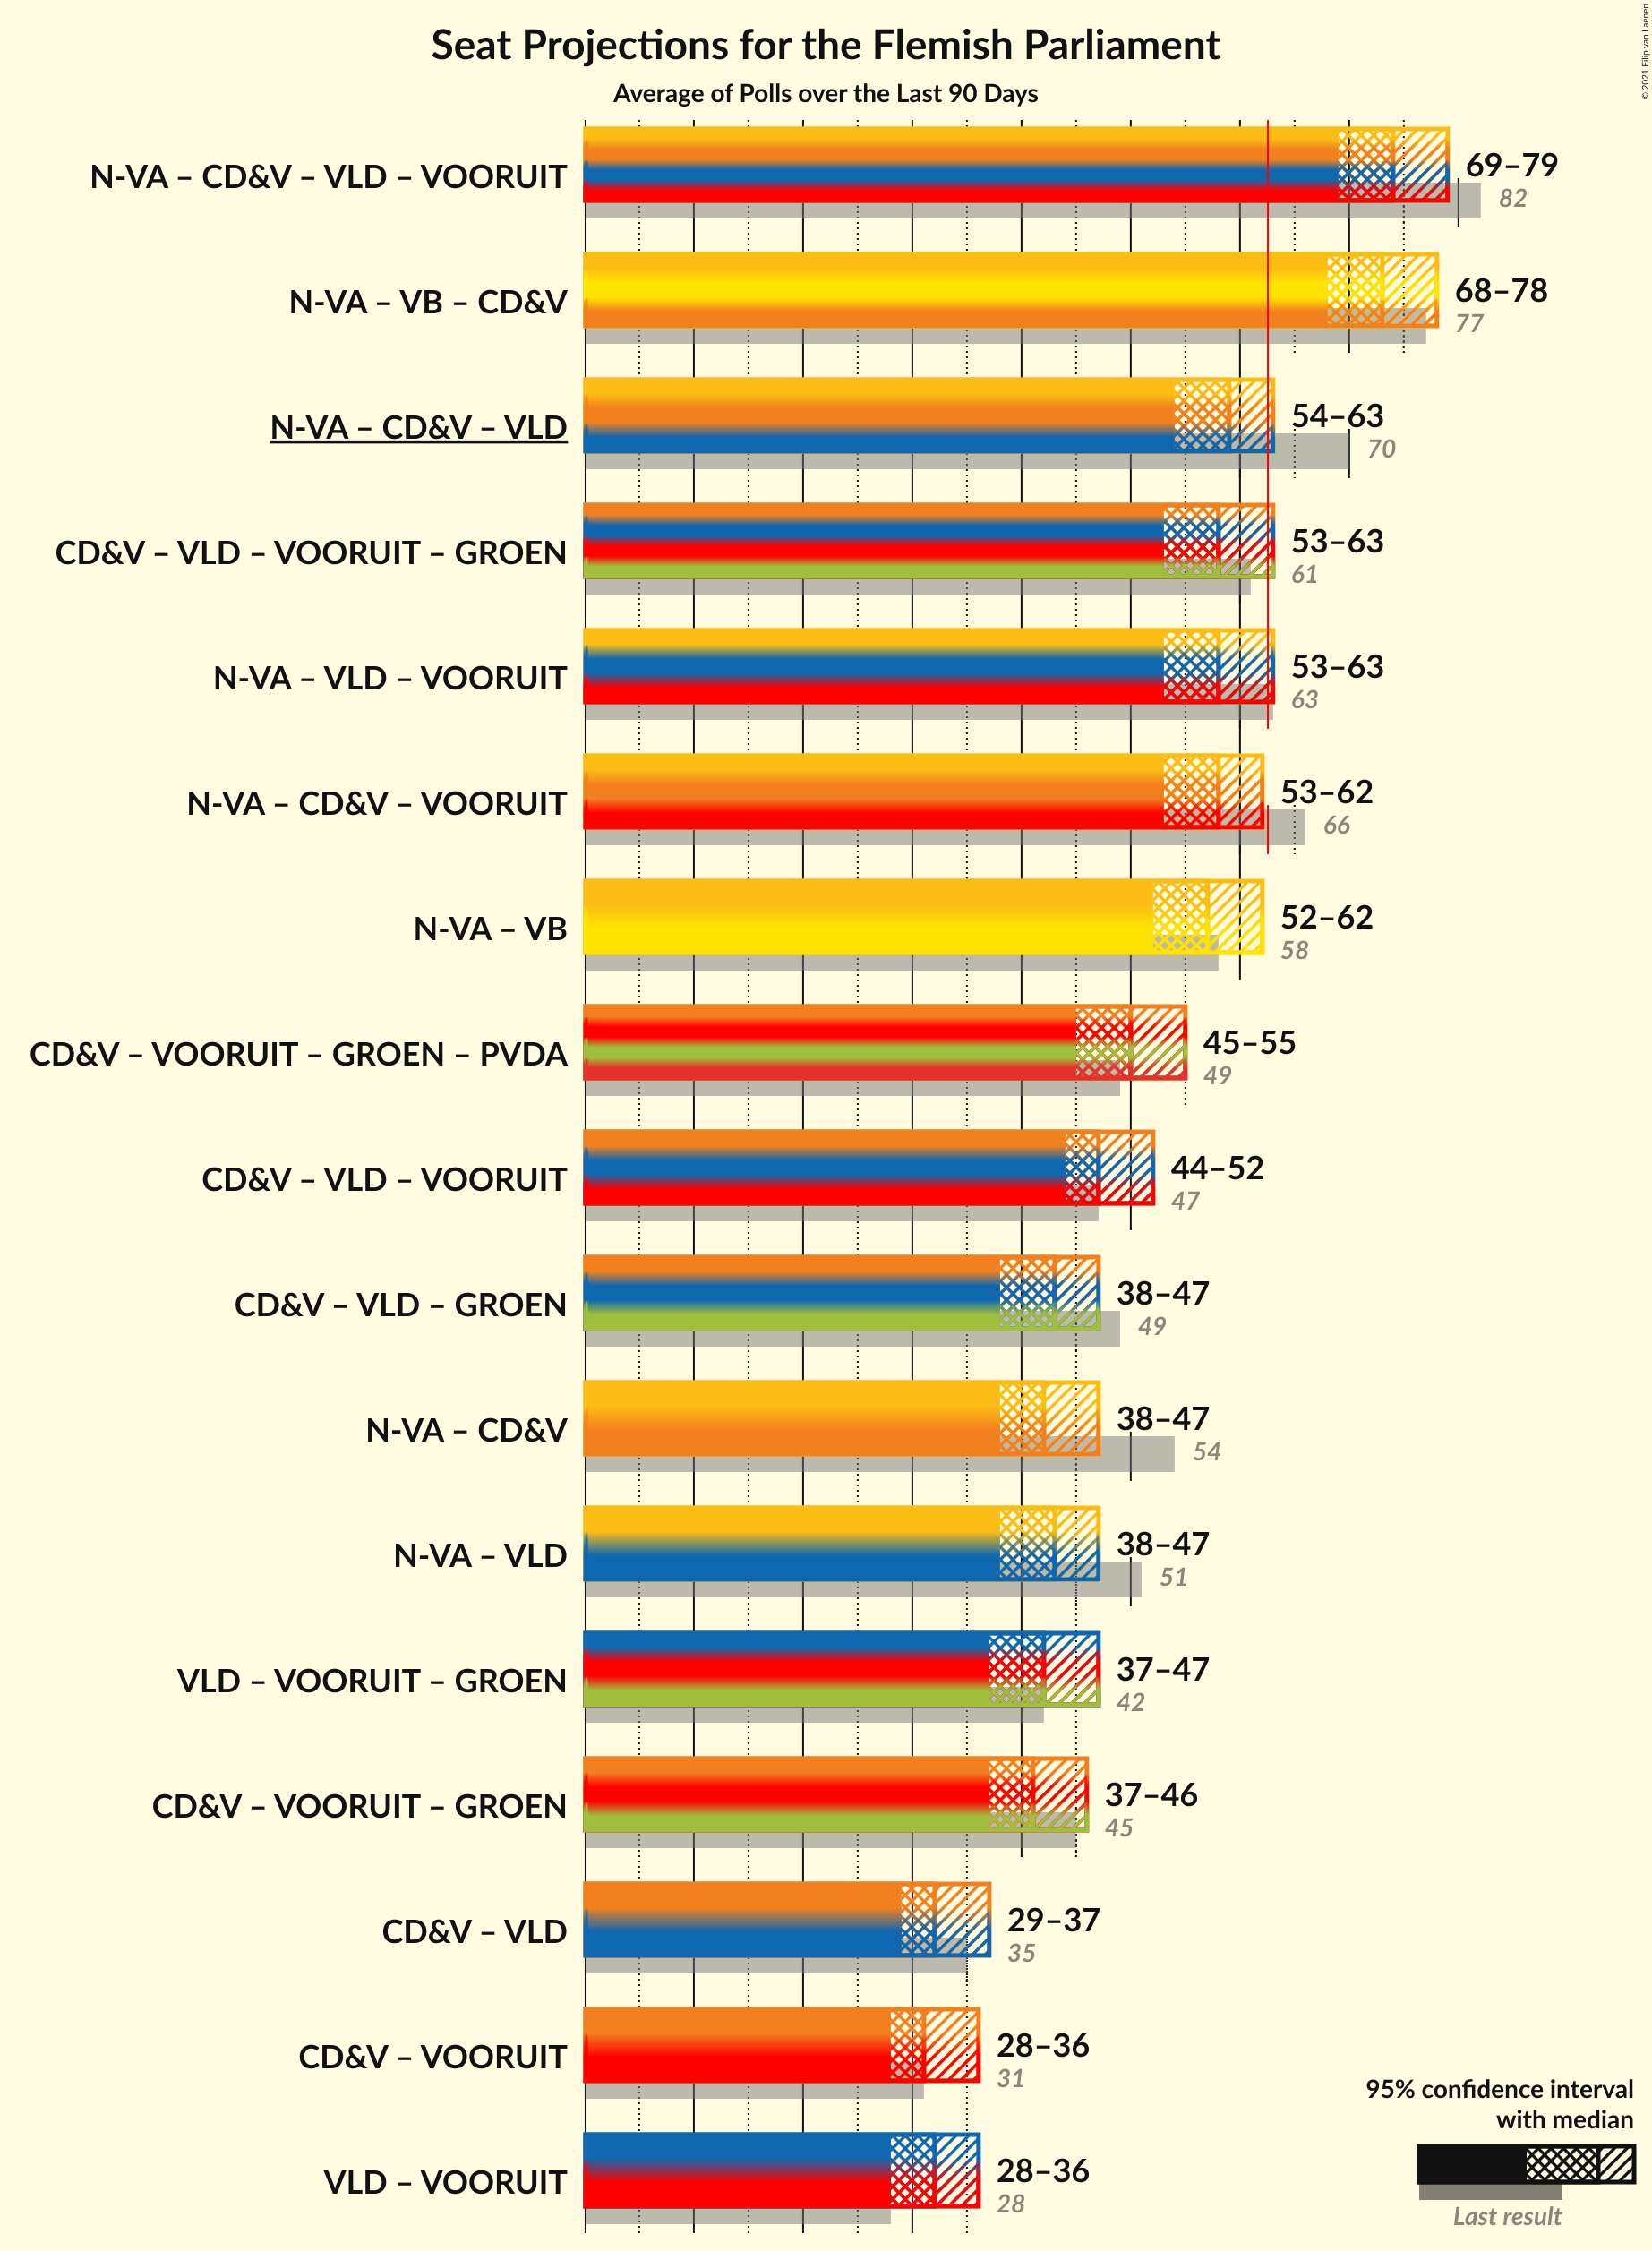 Seat Projections for the Flemish Parliament
Average of Polls over the Last 90 Days
© 2021 Filip van Laenen
N-VA – CD&V – VLD – VOORUIT
69–79
82
N-VA – VB – CD&V
68–78
77
N-VA – CD&V – VLD
54–63
70
CD&V – VLD – VOORUIT – GROEN
53–63
61
N-VA – VLD – VOORUIT
53–63
63
N-VA – CD&V – VOORUIT
53–62
66
N-VA – VB
52–62
58
CD&V – VOORUIT – GROEN – PVDA
45–55
49
CD&V – VLD – VOORUIT
44–52
47
CD&V – VLD – GROEN
38–47
49
N-VA – CD&V
38–47
54
N-VA – VLD
38–47
51
VLD – VOORUIT – GROEN
37–47
42
CD&V – VOORUIT – GROEN
37–46
45
CD&V – VLD
29–37
35
CD&V – VOORUIT
28–36
31
VLD – VOORUIT
28–36
28
95% confidence interval
with median
Last result